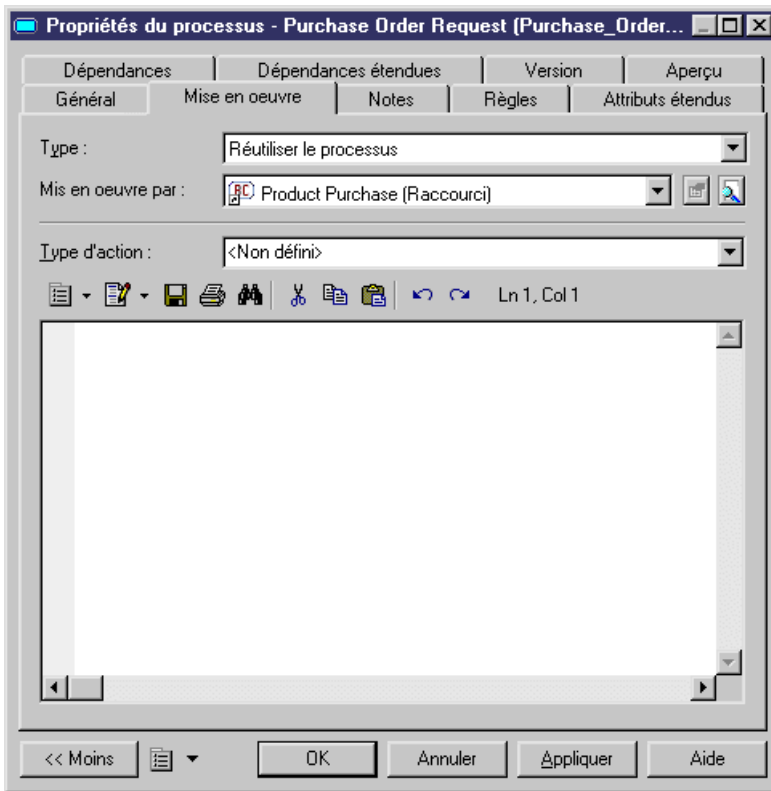 Propriétés du processus - Purchase Order Request (Purchase_Order...
Dépendances Dépendances étendues Version Aperçu
Général Mise en oeuvre Notes Règles Attributs étendus
Type : Réutiliser le processus
Mis en oeuvre par : Product Purchase (Raccourci)
Type d'action : <Non défini>
Ln 1, Col 1
<< Moins OK Annuler Appliquer Aide